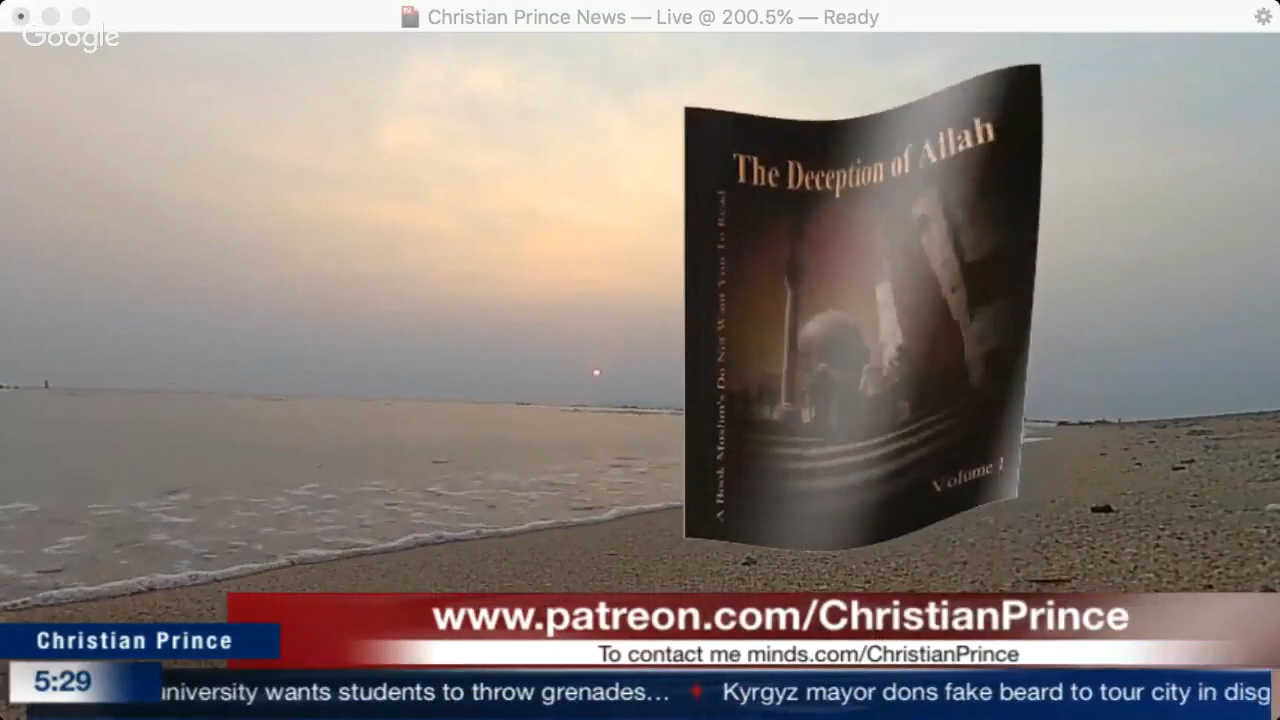 Christian Prince News — Live @ 200.5% — Ready
Google
The Deception of Allah
A Book Muslim's Do Not Want You To Read
Volume 1
www.patreon.com/ChristianPrince
Christian Prince
To contact me minds.com/ChristianPrince
5:29
university wants students to throw grenades... ♦ Kyrgyz mayor dons fake beard to tour city in disg